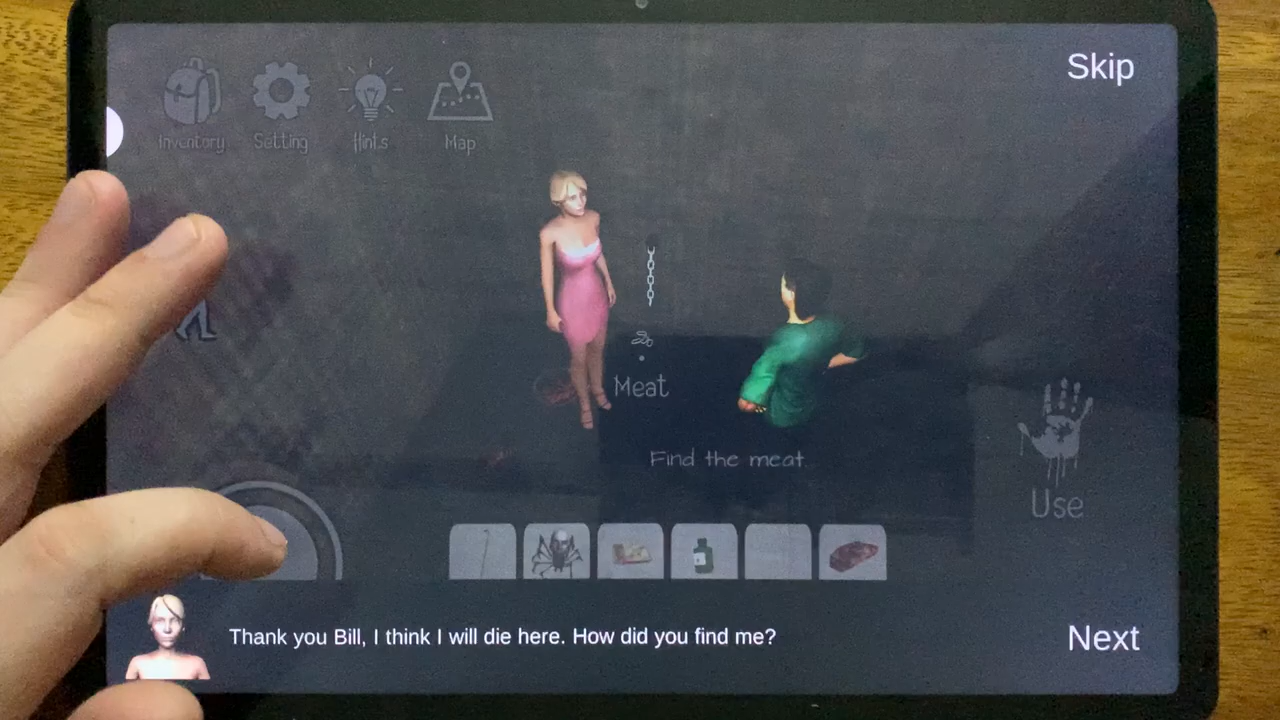 Skip
Inventory
Setting
Hints
Map
Meat
Find the meat.
Use
Thank you Bill, I think I will die here. How did you find me?
Next